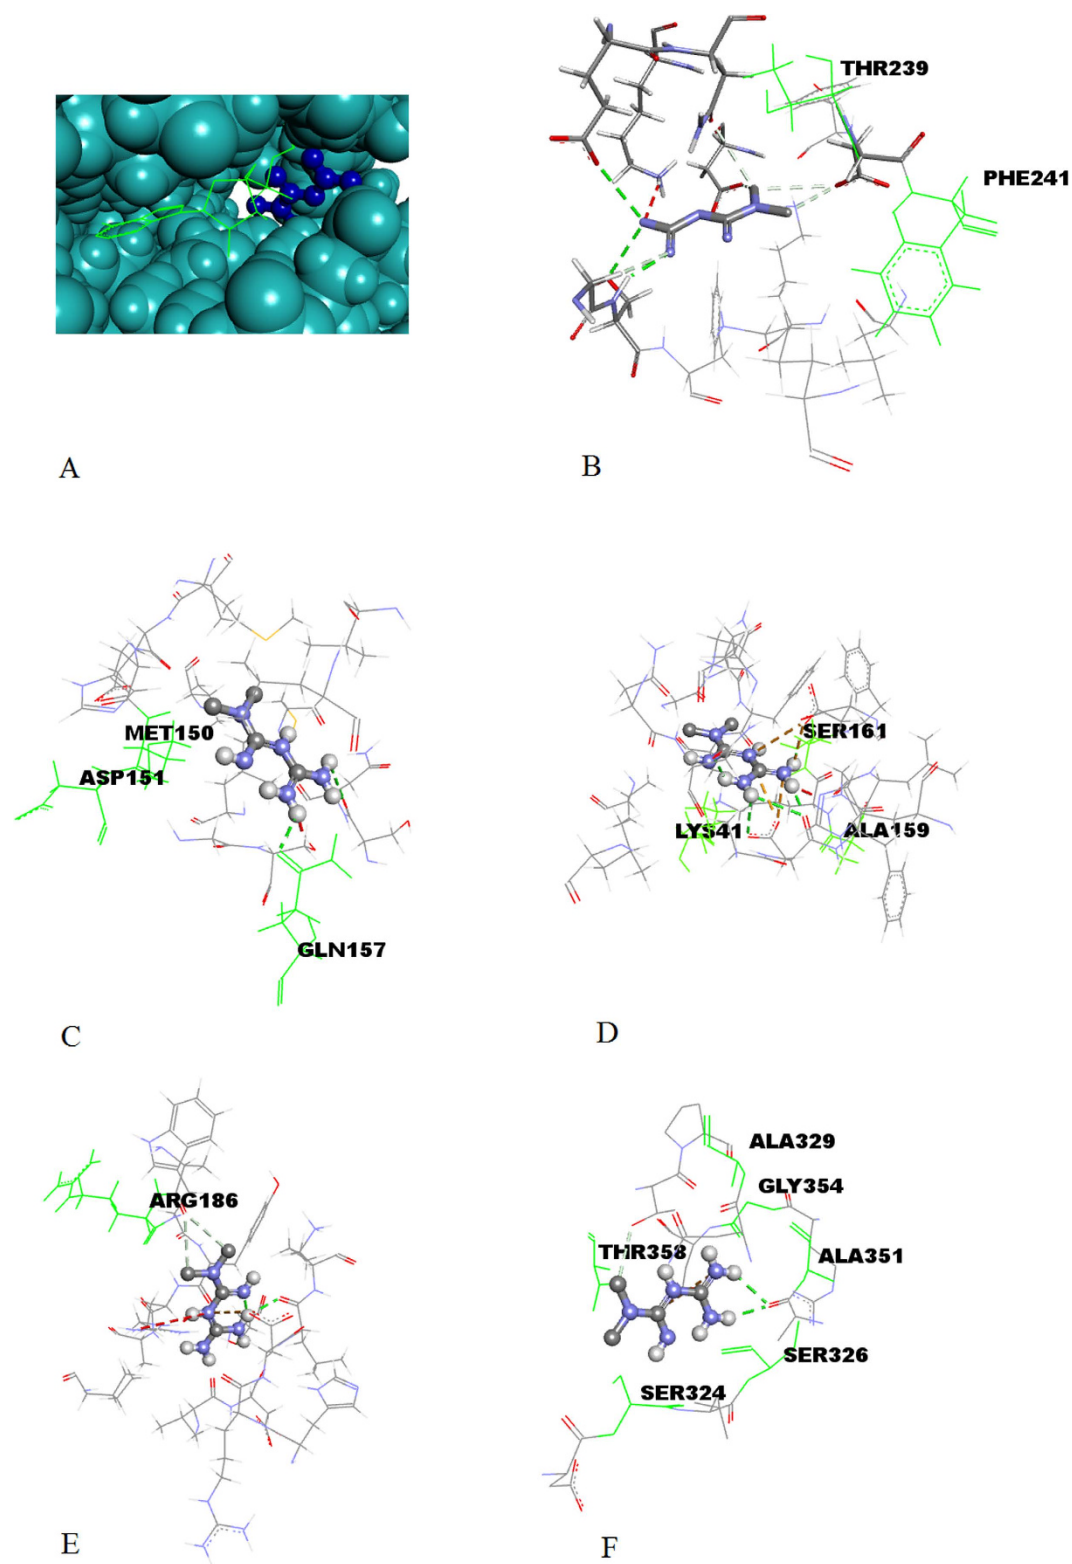 THR239
PHE241
A
B
MET150
ASP151
GLN157
C
SER161
LYS41
ALA159
D
ARG186
E
ALA329
GLY354
THR358
ALA351
SER326
SER324
F